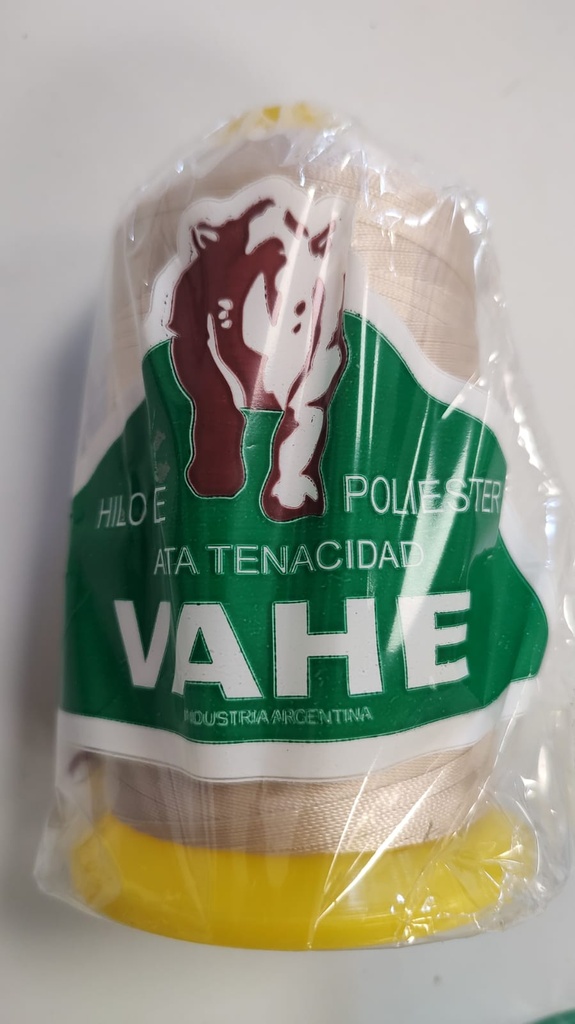 HILO E POLIESTER
ATA TENACIDAD
VAHE
INDUSTRIA ARGENTINA